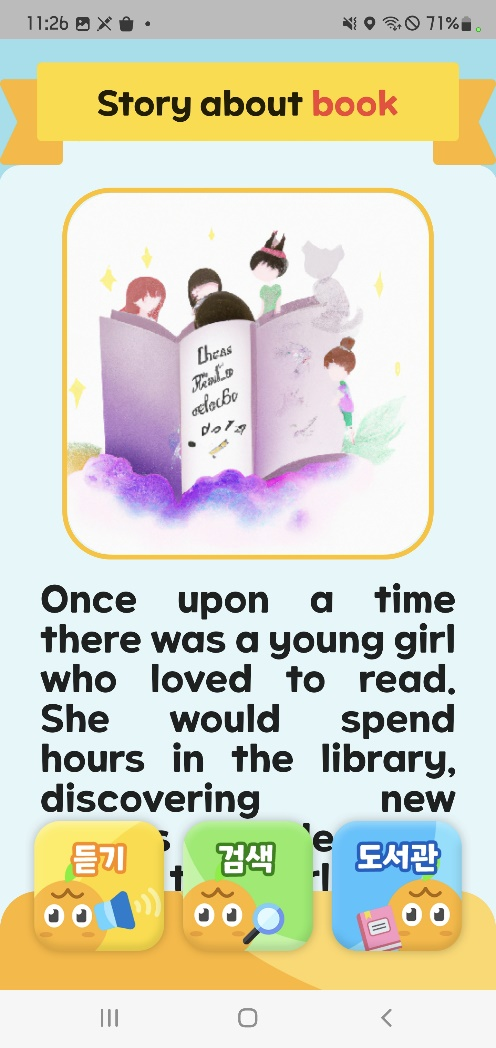 11:26
71%
Story about book
Once upon a time
there was a young girl
who loved to read.
She would spend
hours in the library,
discovering new
듣기
검색
도서관